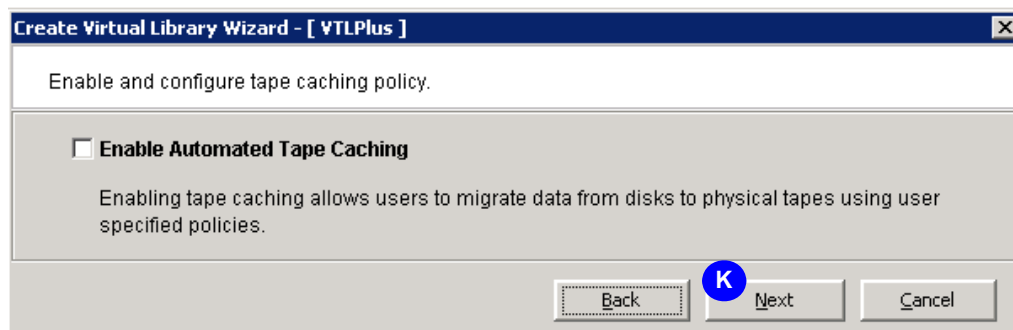 Create Virtual Library Wizard - [ VTLPlus ]
Enable and configure tape caching policy.
Enable Automated Tape Caching
Enabling tape caching allows users to migrate data from disks to physical tapes using user
specified policies.
K
Back Next Cancel